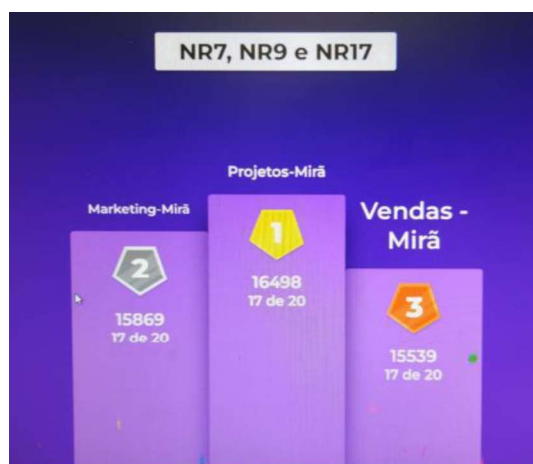 NR7, NR9 e NR17
Projetos-Mirã
1
16498
17 de 20
Marketing-Mirã
2
15869
17 de 20
Vendas -
Mirã
3
15539
17 de 20